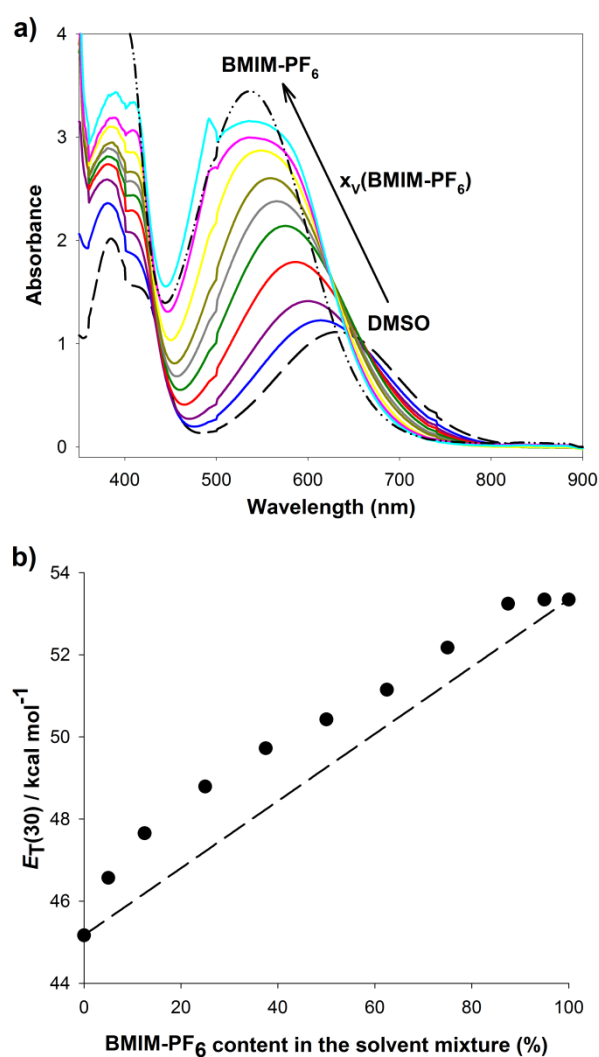 a)
4
3
2
1
0
Absorbance
BMIM-PF6
xV(BMIM-PF6)
DMSO
400 500 600 700 800 900
Wavelength (nm)
b)
54
52
50
48
46
44
ET(30) / kcal mol−1
0 20 40 60 80 100
BMIM-PF6 content in the solvent mixture (%)